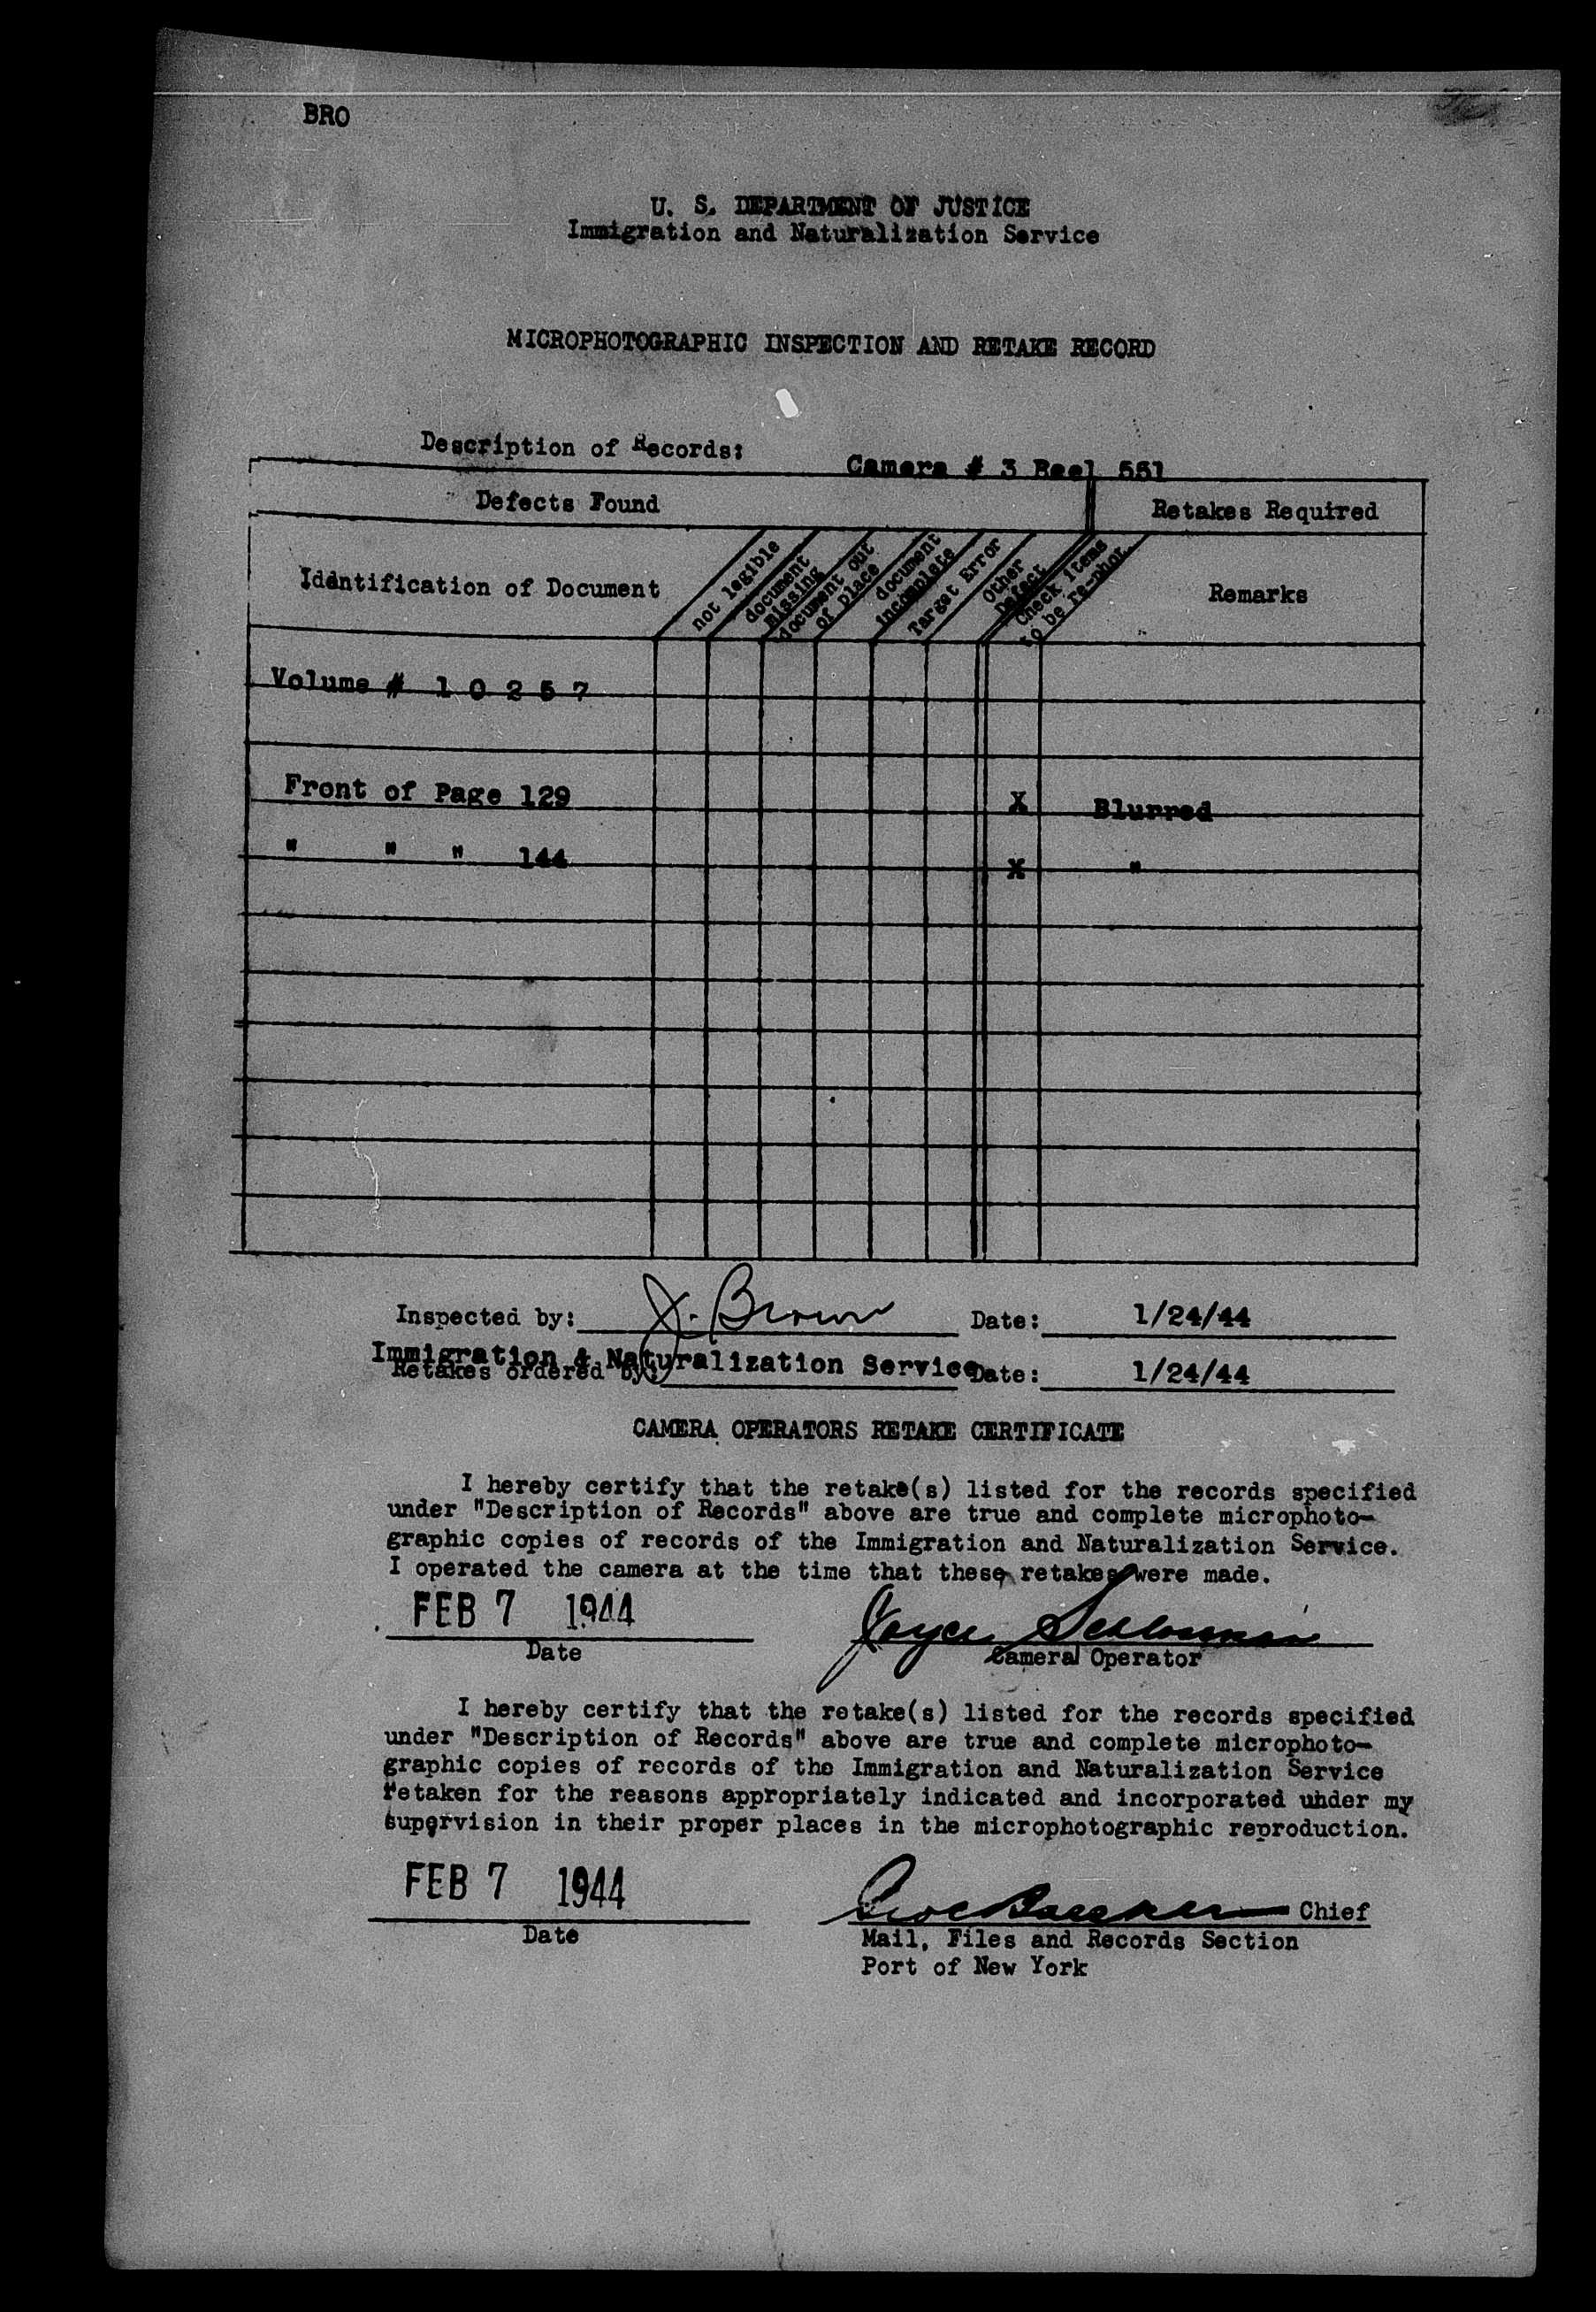 BRO
U. S. DEPARTMENT OF JUSTICE
Immigration and Naturalization Service
MICROPHOTOGRAPHIC INSPECTION AND RETAKE RECORD
Description of Records: Camera # 3 Reel 551
Defects Found Retakes Required
Identification of Document
not legible
document missing
document out of place
document incomplete
Target Error
Other Defect
Check items to be re-phot.
Remarks
Volume # 1 0 2 5 7
Front of Page 129 X Blurred
" " " 144 X "
Inspected by: J. Brown Date: 1/24/44
Immigration & Naturalization Service
Retakes ordered by: Date: 1/24/44
CAMERA OPERATORS RETAKE CERTIFICATE
I hereby certify that the retake(s) listed for the records specified
under "Description of Records" above are true and complete microphoto-
graphic copies of records of the Immigration and Naturalization Service.
I operated the camera at the time that these retakes were made.
FEB 7 1944 Joyce
Date Camera Operator
I hereby certify that the retake(s) listed for the records specified
under "Description of Records" above are true and complete microphoto-
graphic copies of records of the Immigration and Naturalization Service
retaken for the reasons appropriately indicated and incorporated under my
supervision in their proper places in the microphotographic reproduction.
FEB 7 1944 Chief
Date Mail, Files and Records Section
Port of New York